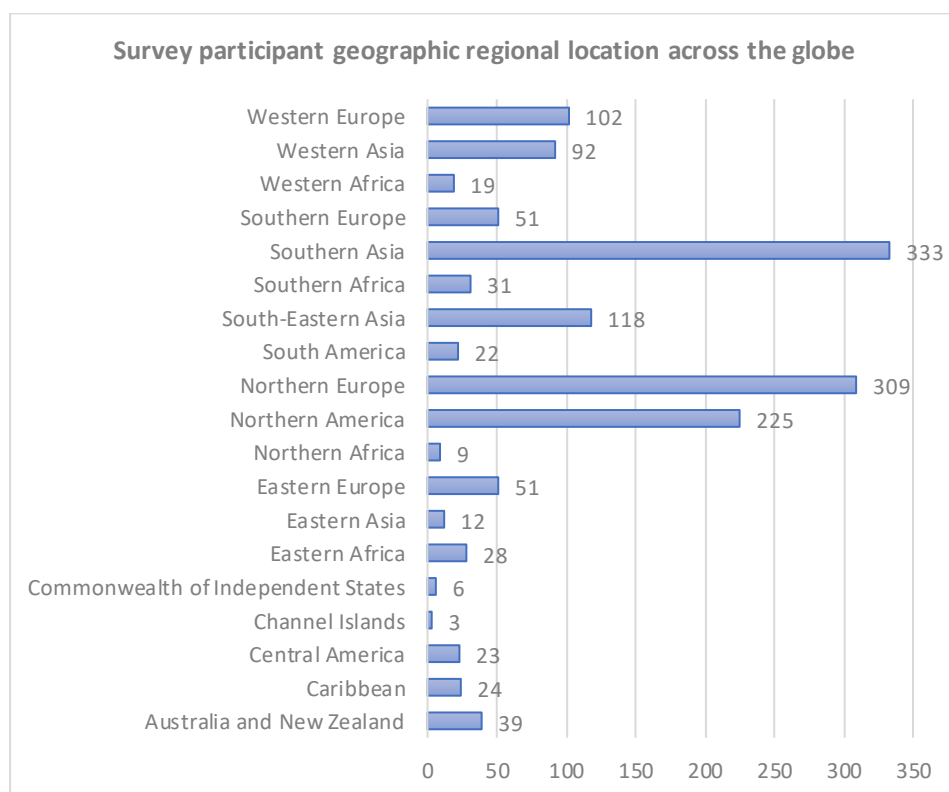 Survey participant geographic regional location across the globe
Western Europe 102
Western Asia 92
Western Africa 19
Southern Europe 51
Southern Asia 333
Southern Africa 31
South-Eastern Asia 118
South America 22
Northern Europe 309
Northern America 225
Northern Africa 9
Eastern Europe 51
Eastern Asia 12
Eastern Africa 28
Commonwealth of Independent States 6
Channel Islands 3
Central America 23
Caribbean 24
Australia and New Zealand 39
0 50 100 150 200 250 300 350